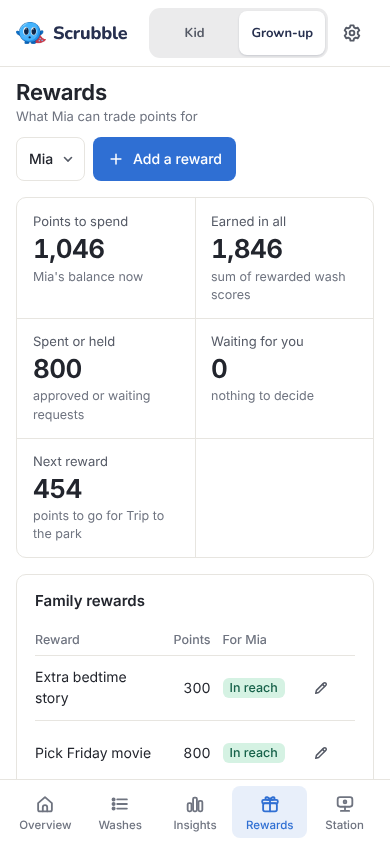 Scrubble
Kid
Grown-up
Rewards
What Mia can trade points for
Mia
Add a reward
Points to spend
1,046
Mia's balance now
Earned in all
1,846
sum of rewarded wash
scores
Spent or held
800
approved or waiting
requests
Waiting for you
0
nothing to decide
Next reward
454
points to go for Trip to
the park
Family rewards
Reward Points For Mia
Extra bedtime
story
300 In reach
Pick Friday movie 800 In reach
Overview Washes Insights Rewards Station